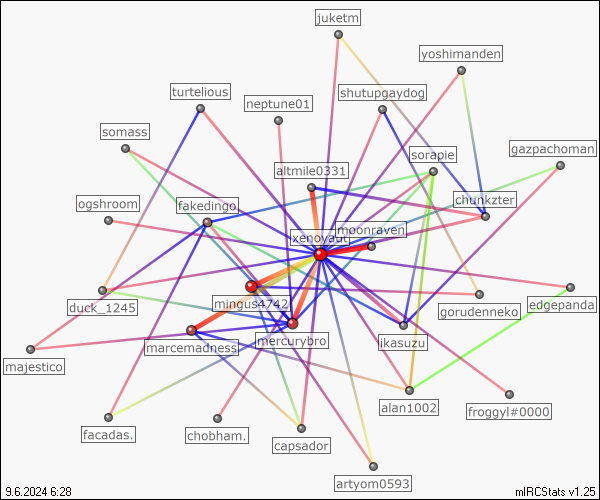 juketm
yoshimanden
turtelious
shutupgaydog
neptune01
somass
gazpachoman
sorapie
altmile0331
chunkzter
ogshroom
fakedingo
moonraven
xenovaut
duck_1245
mingus4742
gorudenneko
edgepanda
marcemadness
mercurybro
ikasuzu
majestico
alan1002
froggyl#0000
facadas.
chobham.
capsador
artyom0593
9.6.2024 6:28
mIRCStats v1.25